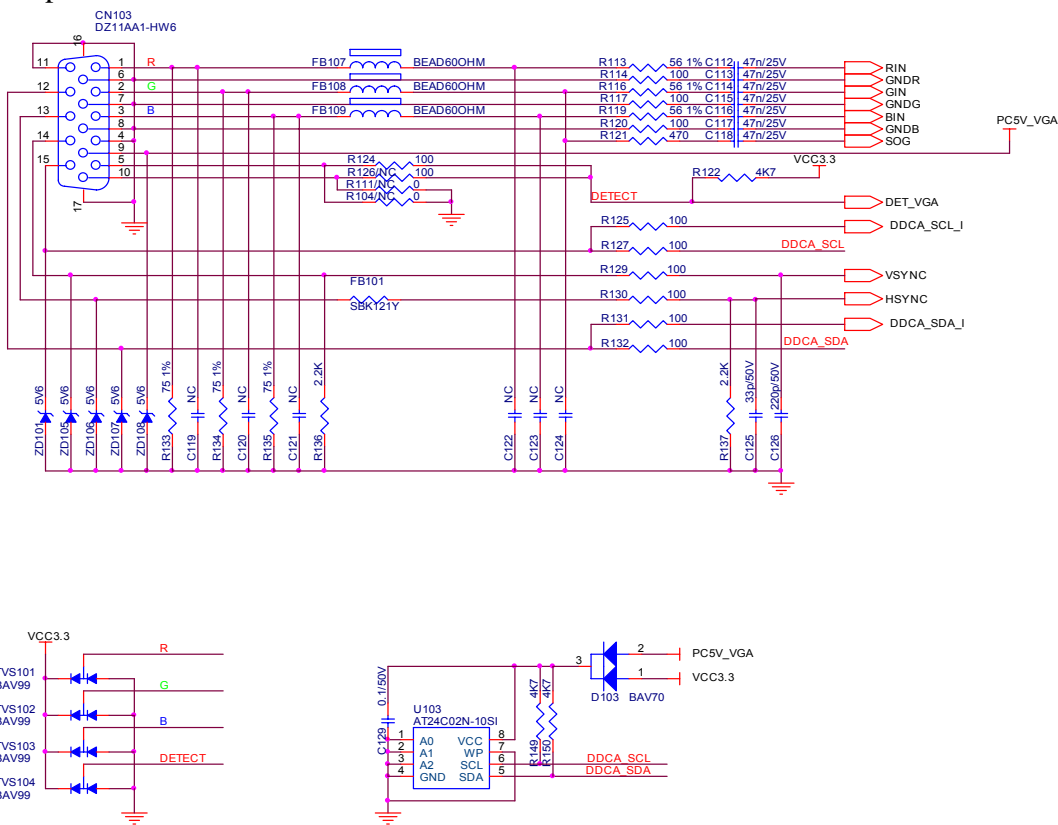 CN103
DZ11AA1-HW6
16
11 1 R FB107 BEAD60OHM R113 56 1% C112 47n/25V RIN
6 R114 100 C113 47n/25V GNDR
12 2 G FB108 BEAD60OHM R116 56 1% C114 47n/25V GIN
7 R117 100 C115 47n/25V GNDG
13 3 B FB109 BEAD60OHM R119 56 1% C116 47n/25V BIN
8 R120 100 C117 47n/25V GNDB
14 4 R121 470 C118 47n/25V SOG
PC5V_VGA
9
15 5 R124 100 VCC3.3
10 R126/NC 100 R122 4K7
R111/NC 0
R104/NC 0 DETECT DET_VGA
17
R125 100 DDCA_SCL_I
R127 100 DDCA_SCL
R129 100 VSYNC
FB101
SBK121Y R130 100 HSYNC
R131 100 DDCA_SDA_I
R132 100 DDCA_SDA
5V6 5V6 5V6 5V6 5V6 75 1% NC 75 1% NC 75 1% NC 2.2K NC NC NC 2.2K 33p/50V 220p/50V
ZD101 ZD105 ZD106 ZD107 ZD108 R133 C119 R134 C120 R135 C121 R136 C122 C123 C124 R137 C125 C126
VCC3.3
R
TVS101
BAV99
G
TVS102
BAV99
B
TVS103
BAV99
DETECT
TVS104
BAV99
3 2 PC5V_VGA
1 VCC3.3
D103 BAV70
0.1/50V 4K7 4K7
C129 R149 R150
U103
AT24C02N-10SI
1 A0 VCC 8
2 A1 WP 7
3 A2 SCL 6 DDCA_SCL
4 GND SDA 5 DDCA_SDA